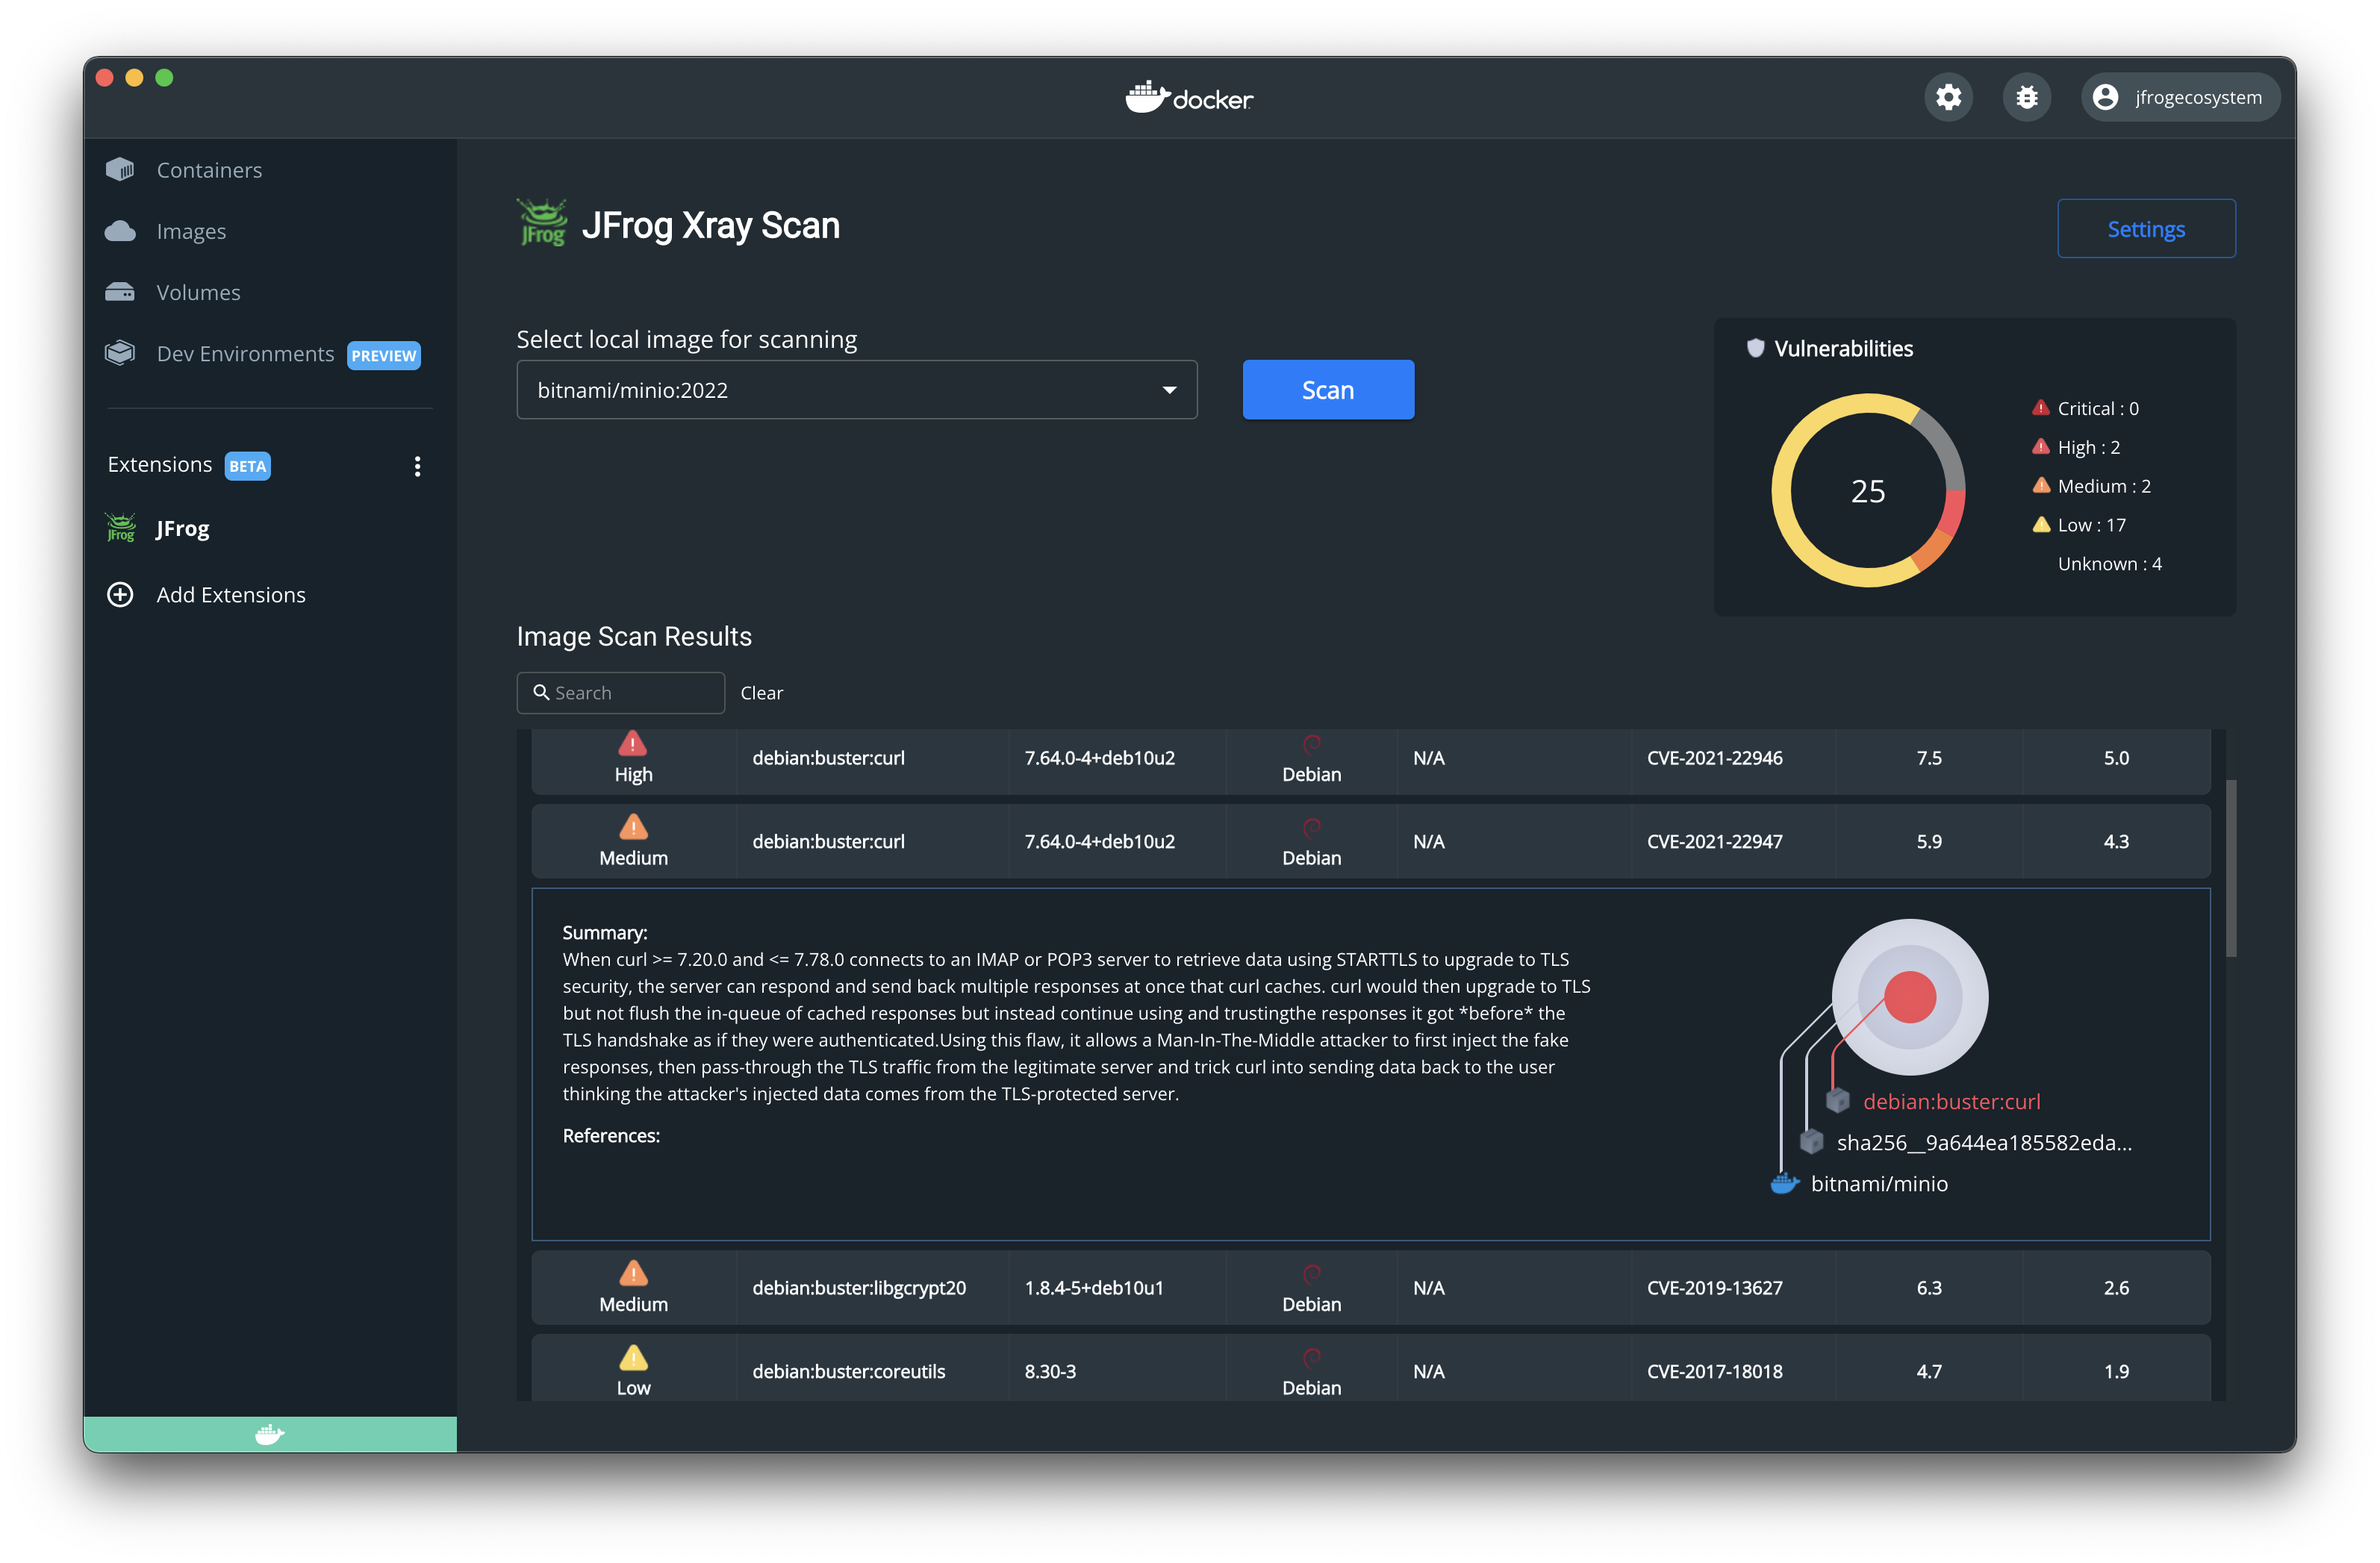 docker
jfrogecosystem
Containers
Images
Volumes
Dev Environments PREVIEW
Extensions BETA
JFrog
JFrog
Add Extensions
JFrog
JFrog Xray Scan
Settings
Select local image for scanning
bitnami/minio:2022
Scan
Vulnerabilities
25
Critical : 0
High : 2
Medium : 2
Low : 17
Unknown : 4
Image Scan Results
Search
Clear
High debian:buster:curl 7.64.0-4+deb10u2 Debian N/A CVE-2021-22946 7.5 5.0
Medium debian:buster:curl 7.64.0-4+deb10u2 Debian N/A CVE-2021-22947 5.9 4.3
Summary:
When curl >= 7.20.0 and <= 7.78.0 connects to an IMAP or POP3 server to retrieve data using STARTTLS to upgrade to TLS
security, the server can respond and send back multiple responses at once that curl caches. curl would then upgrade to TLS
but not flush the in-queue of cached responses but instead continue using and trustingthe responses it got *before* the
TLS handshake as if they were authenticated.Using this flaw, it allows a Man-In-The-Middle attacker to first inject the fake
responses, then pass-through the TLS traffic from the legitimate server and trick curl into sending data back to the user
thinking the attacker's injected data comes from the TLS-protected server.
References:
debian:buster:curl
sha256__9a644ea185582eda...
bitnami/minio
Medium debian:buster:libgcrypt20 1.8.4-5+deb10u1 Debian N/A CVE-2019-13627 6.3 2.6
Low debian:buster:coreutils 8.30-3 Debian N/A CVE-2017-18018 4.7 1.9